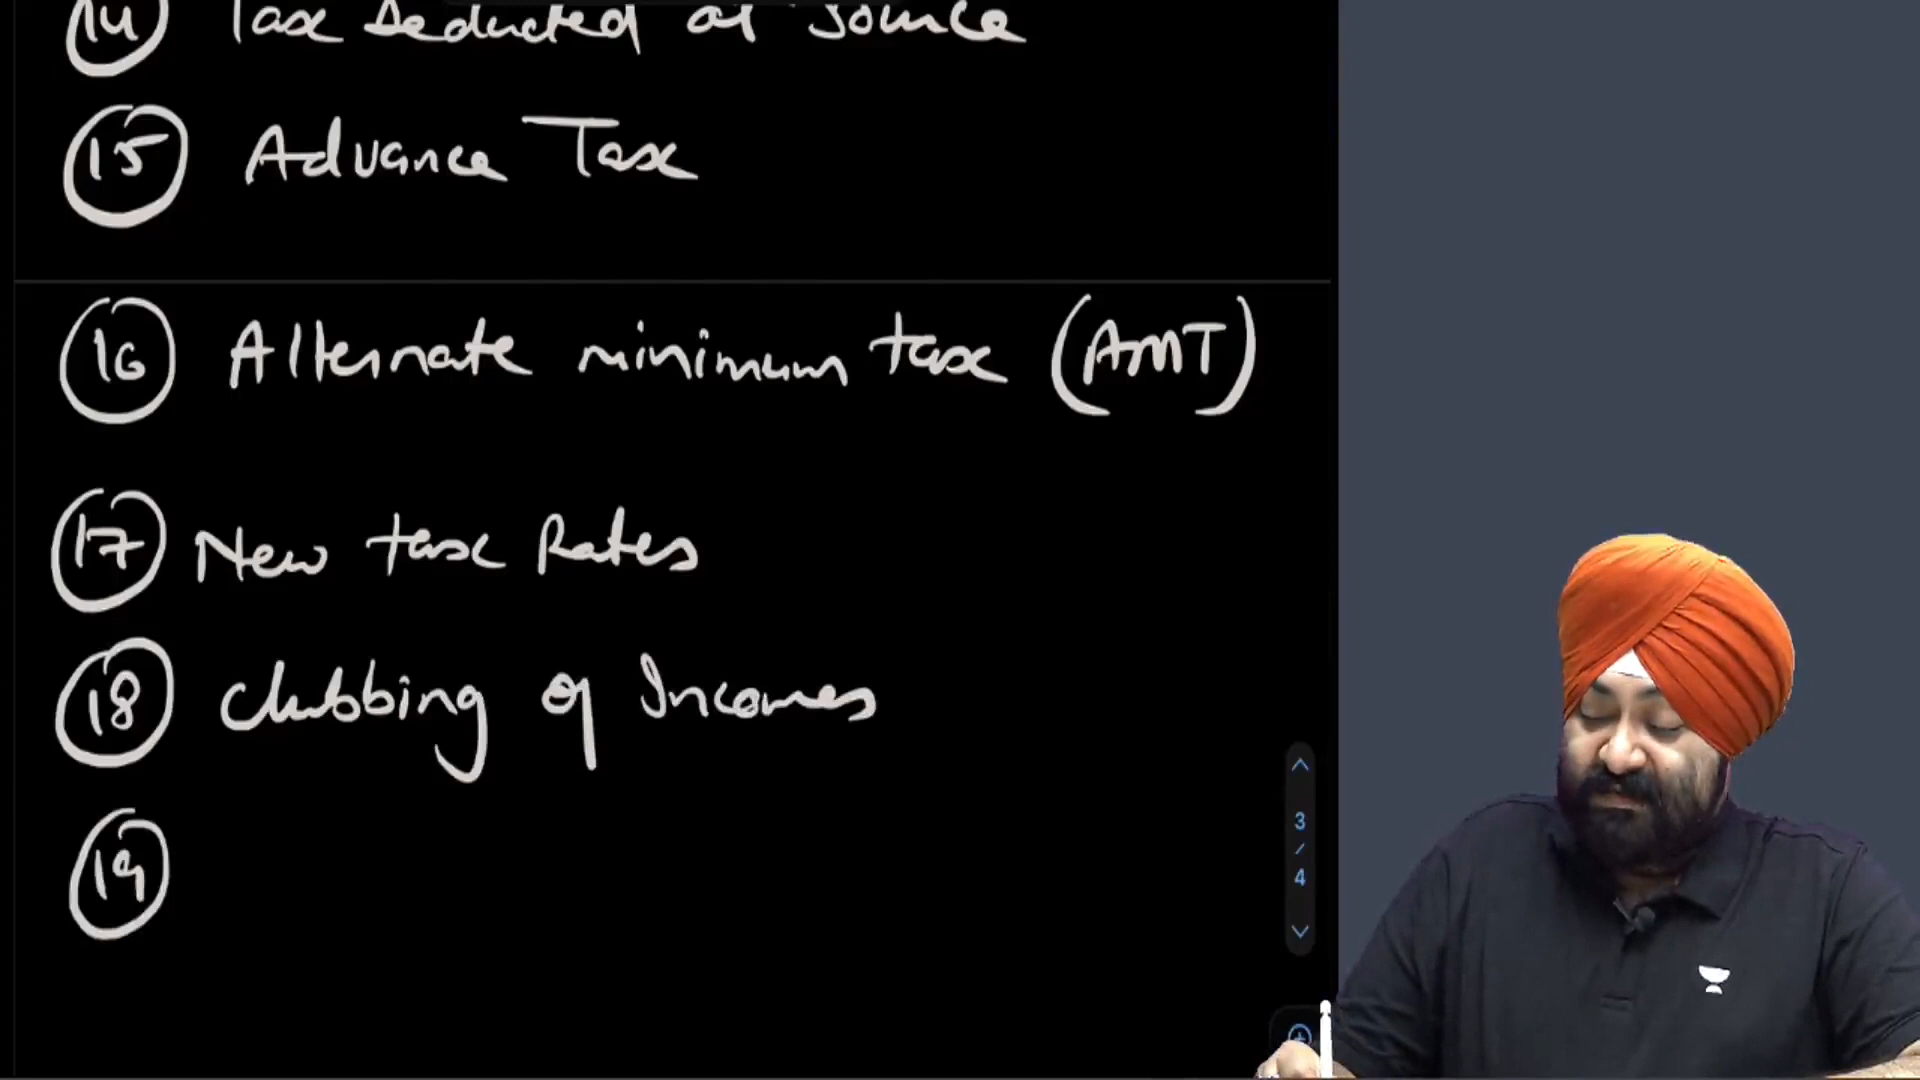 14 Tax Deducted at Source
15 Advance Tax
16 Alternate minimum tax (AMT)
17 New tax Rates
18 Clubbing of Incomes
19
3
/
4